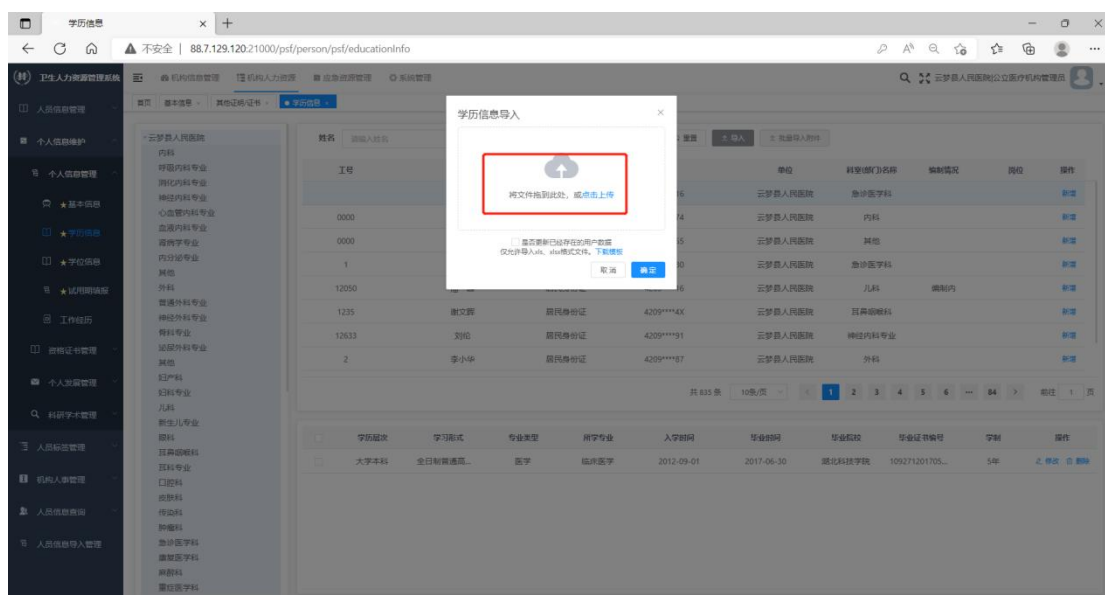 学历信息
不安全 | 88.7.129.120:21000/psf/person/psf/educationInfo
卫生人力资源管理系统
机构信息管理 机构人力资源 应急资源管理 系统管理
云梦县人民医院公立医疗机构管理员
首页 基本信息 其他证明/证书 学历信息
人员信息管理
个人信息维护
个人信息管理
★基本信息
★学历信息
★学位信息
★试用期填报
工作经历
资格证书管理
个人发展管理
科研学术管理
人员标签管理
机构人事管理
人员信息查询
人员信息导入管理
云梦县人民医院
内科
呼吸内科专业
消化内科专业
神经内科专业
心血管内科专业
血液内科专业
肾病学专业
内分泌专业
其他
外科
普通外科专业
神经外科专业
骨科专业
泌尿外科专业
其他
妇产科
妇科专业
儿科
新生儿专业
眼科
耳鼻咽喉科
耳科专业
口腔科
皮肤科
传染科
肿瘤科
急诊医学科
康复医学科
麻醉科
重症医学科
姓名 请输入姓名 重置 导入 批量导入附件
学历信息导入
将文件拖到此处，或点击上传
是否更新已经存在的用户数据
仅允许导入xls、xlsx格式文件。下载模板
取消 确定
工号 单位 科室(部门)名称 编制情况 岗位 操作
云梦县人民医院 急诊医学科 新增
0000 云梦县人民医院 内科 新增
0000 云梦县人民医院 其他 新增
1 云梦县人民医院 急诊医学科 新增
12050 云梦县人民医院 儿科 编制内 新增
1235 谢文辉 居民身份证 4209****4X 云梦县人民医院 耳鼻咽喉科 新增
12633 刘伦 居民身份证 4209****91 云梦县人民医院 神经内科专业 新增
2 李小华 居民身份证 4209****87 云梦县人民医院 外科 新增
共 835 条 10条/页 1 2 3 4 5 6 ... 84 前往 1 页
学历层次 学习形式 专业类型 所学专业 入学时间 毕业时间 毕业院校 毕业证书编号 学制 操作
大学本科 全日制普通高... 医学 临床医学 2012-09-01 2017-06-30 湖北科技学院 109271201705... 5年 修改 删除